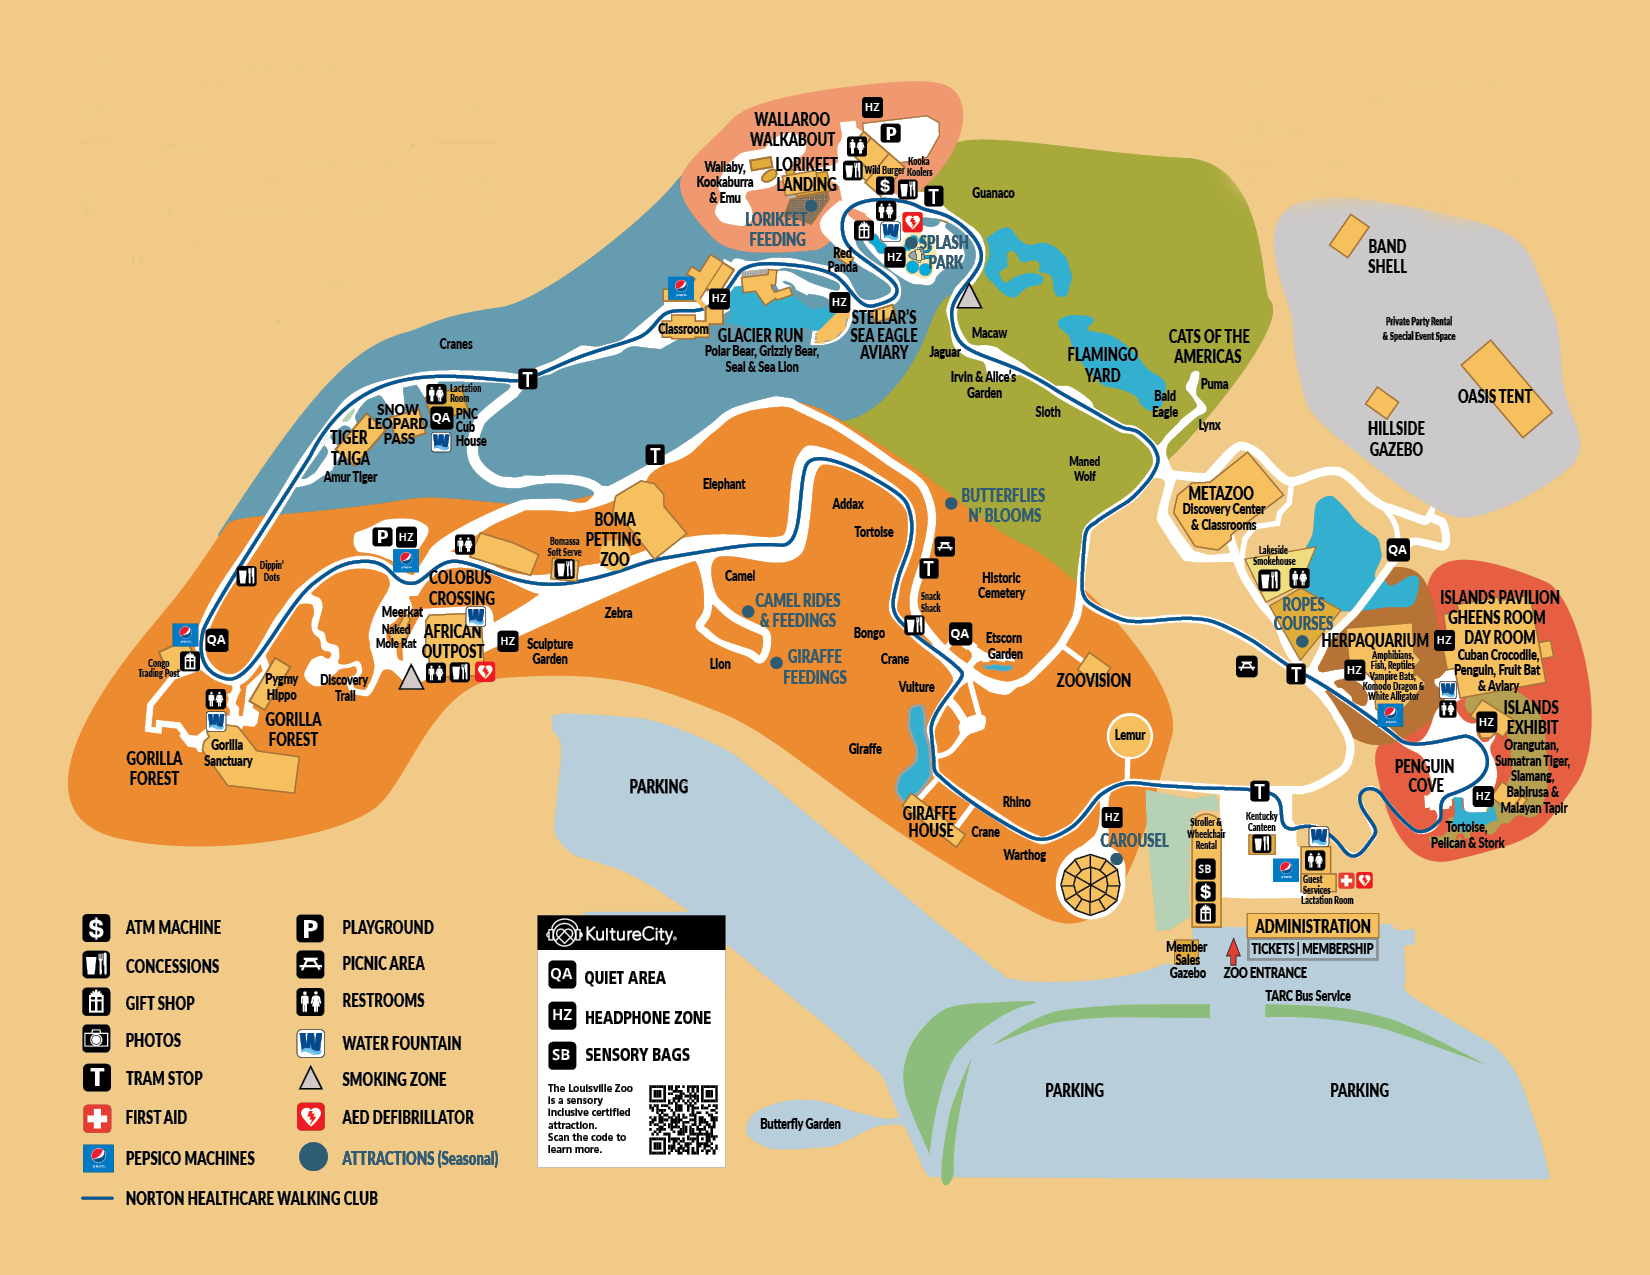 WALLAROO
WALKABOUT
HZ
P
Wallaby,
Kookaburra
& Emu
LORIKEET
LANDING
LORIKEET
FEEDING
Wild Burger
Kooka
Koolers
$
T
Guanaco
SPLASH
PARK
W
HZ
Red
Panda
HZ
HZ
pepsi
Classroom
GLACIER RUN
Polar Bear, Grizzly Bear,
Seal & Sea Lion
STELLAR'S
SEA EAGLE
AVIARY
Macaw
Jaguar
Irvin & Alice's
Garden
Sloth
FLAMINGO
YARD
CATS OF THE
AMERICAS
Puma
Bald
Eagle
Lynx
Maned
Wolf
BAND
SHELL
Private Party Rental
& Special Event Space
OASIS TENT
HILLSIDE
GAZEBO
Cranes
T
Lactation
Room
SNOW
LEOPARD
PASS
QA
PNC
Cub
House
W
TIGER
TAIGA
Amur Tiger
T
Elephant
BOMA
PETTING
ZOO
Bomassa
Soft Serve
Addax
Tortoise
BUTTERFLIES
N' BLOOMS
METAZOO
Discovery Center
& Classrooms
Lakeside
Smokehouse
QA
ROPES
COURSES
P
HZ
Dippin'
Dots
COLOBUS
CROSSING
W
Meerkat
Naked
Mole Rat
AFRICAN
OUTPOST
HZ
Sculpture
Garden
Zebra
Camel
CAMEL RIDES
& FEEDINGS
Lion
GIRAFFE
FEEDINGS
T
Snack
Shack
Historic
Cemetery
Bongo
QA
Etscorn
Garden
Crane
Vulture
ZOOVISION
Lemur
Giraffe
GIRAFFE
HOUSE
Rhino
Crane
Warthog
HZ
CAROUSEL
QA
Congo
Trading Post
Pygmy
Hippo
Discovery
Trail
W
GORILLA
FOREST
Gorilla
Sanctuary
GORILLA
FOREST
T
HERPAQUARIUM
HZ
Amphibians,
Fish, Reptiles
Vampire Bats,
Komodo Dragon &
White Alligator
ISLANDS PAVILION
GHEENS ROOM
DAY ROOM
HZ
Cuban Crocodile,
Penguin, Fruit Bat
& Aviary
W
HZ
ISLANDS
EXHIBIT
Orangutan,
Sumatran Tiger,
Siamang,
Babirusa &
Malayan Tapir
PENGUIN
COVE
HZ
Tortoise,
Pelican & Stork
PARKING
T
Stroller &
Wheelchair
Rental
SB
$
Kentucky
Canteen
W
Guest
Services
Lactation Room
ADMINISTRATION
TICKETS | MEMBERSHIP
Member
Sales
Gazebo
ZOO ENTRANCE
TARC Bus Service
PARKING
PARKING
Butterfly Garden
$ ATM MACHINE
CONCESSIONS
GIFT SHOP
PHOTOS
T TRAM STOP
FIRST AID
pepsi PEPSICO MACHINES
NORTON HEALTHCARE WALKING CLUB
P PLAYGROUND
PICNIC AREA
RESTROOMS
W WATER FOUNTAIN
SMOKING ZONE
AED DEFIBRILLATOR
ATTRACTIONS (Seasonal)
KultureCity®
QA QUIET AREA
HZ HEADPHONE ZONE
SB SENSORY BAGS
The Louisville Zoo
is a sensory
inclusive certified
attraction.
Scan the code to
learn more.